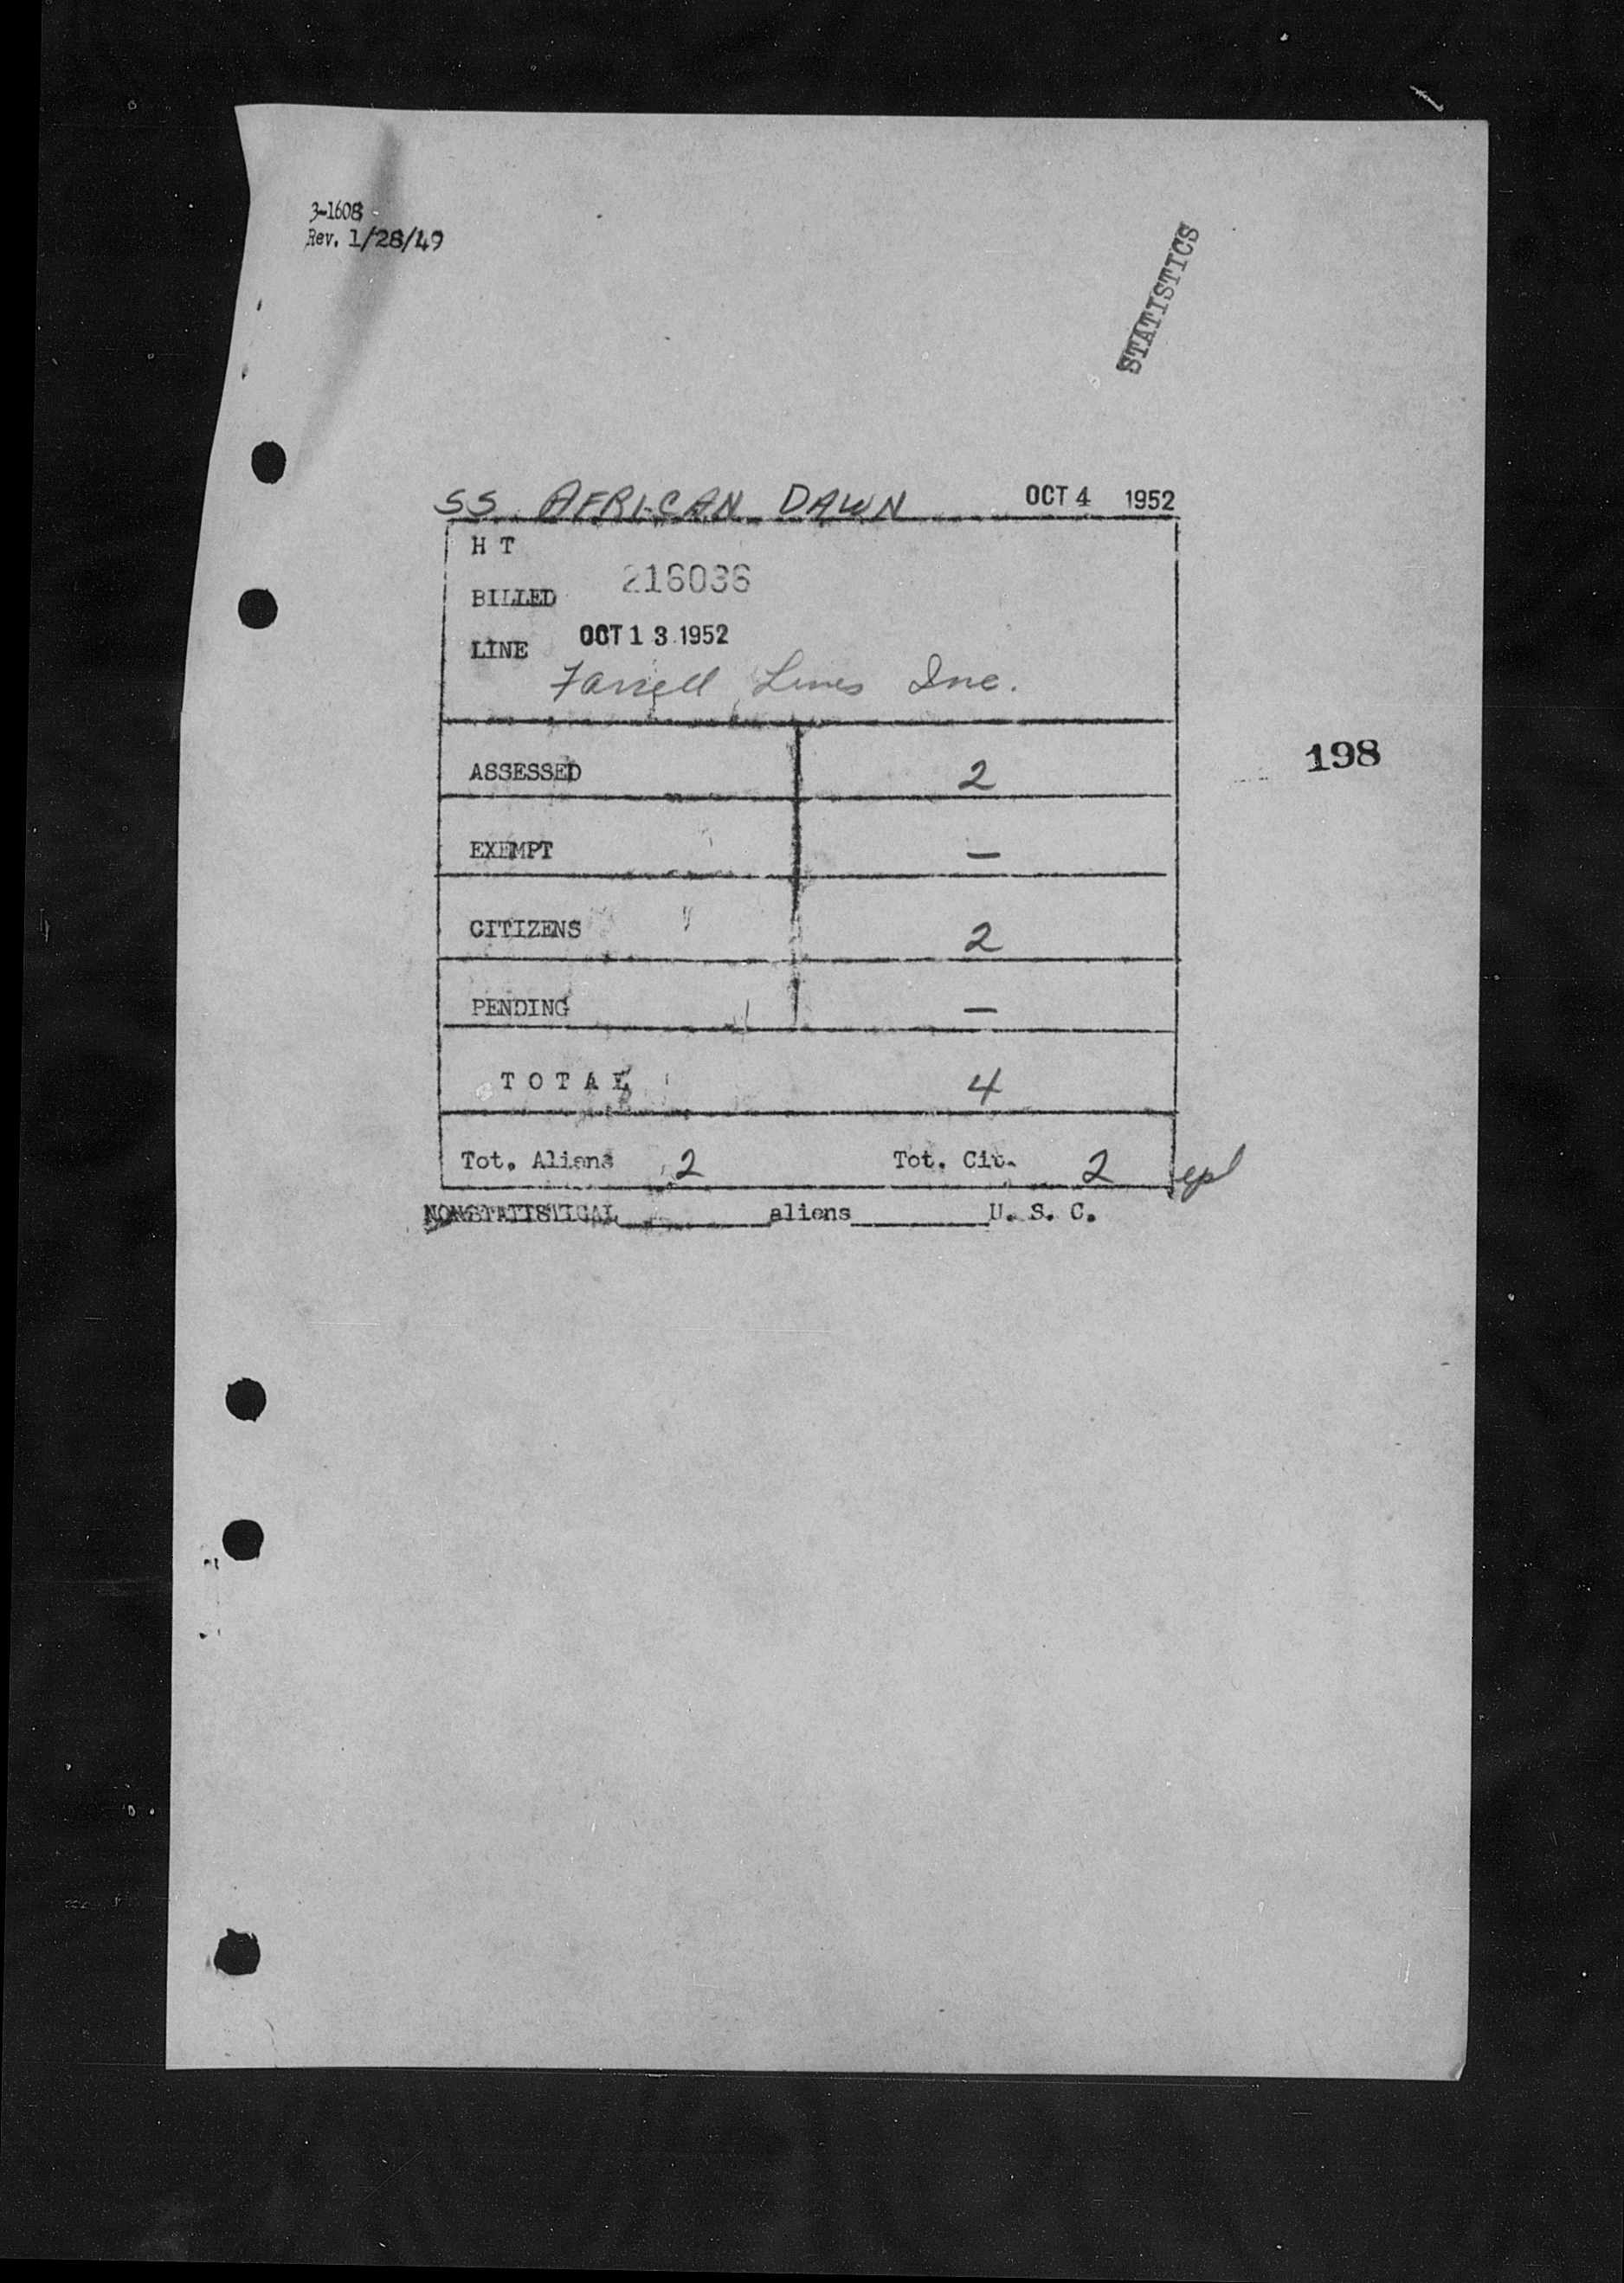 3-1608
Rev. 1/28/49
STATISTICS
SS AFRICAN DAWN OCT 4 1952
H T
BILLED 216036
LINE OCT 13 1952
Farrell Lines Inc.
198
ASSESSED 2
EXEMPT —
CITIZENS 2
PENDING —
TOTAL 4
Tot. Aliens 2 Tot. Cit. 2
NONSTATISTICAL aliens U. S. C.